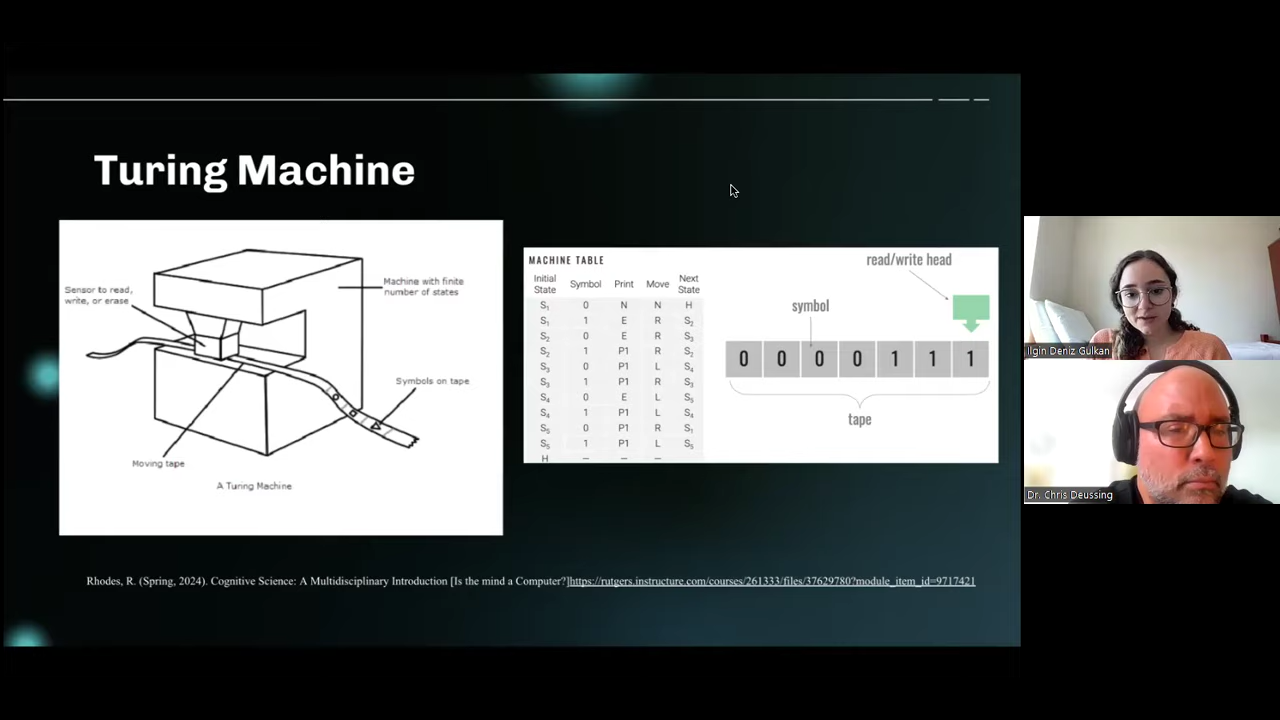 Turing Machine
Sensor to read,
write, or erase
Machine with finite
number of states
Symbols on tape
Moving tape
A Turing Machine
MACHINE TABLE
Initial State Symbol Print Move Next State
S1 0 N N H
S1 1 E R S2
S2 0 E R S3
S2 1 P1 R S2
S3 0 P1 L S4
S3 1 P1 R S3
S4 0 E L S5
S4 1 P1 L S4
S5 0 P1 R S1
S5 1 P1 L S5
H — — —
read/write head
symbol
0 0 0 0 1 1 1
tape
Rhodes, R. (Spring, 2024). Cognitive Science: A Multidisciplinary Introduction [Is the mind a Computer?]https://rutgers.instructure.com/courses/261333/files/37629780?module_item_id=9717421
Ilgin Deniz Gulkan
Dr. Chris Deussing